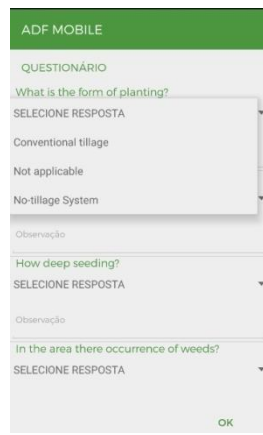 ADF MOBILE
QUESTIONÁRIO
What is the form of planting?
SELECIONE RESPOSTA
Conventional tillage
Not applicable
No-tillage System
Observação
How deep seeding?
SELECIONE RESPOSTA
Observação
In the area there occurrence of weeds?
SELECIONE RESPOSTA
OK